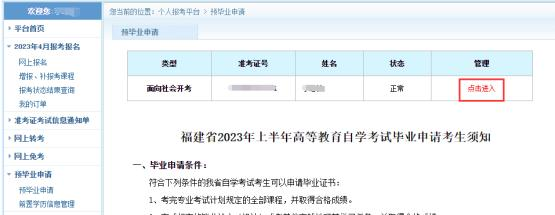 欢迎您:
平台首页
2023年4月报考报名
网上报名
增报、补报课程
报考状态结果查询
我的订单
准考证考试信息通知单
网上转考
网上免考
预毕业申请
预毕业申请
前置学历信息管理
您当前的位置：个人报考平台 > 预毕业申请
预毕业申请
类型 准考证号 姓名 状态 管理
面向社会开考 正常 点击进入
福建省2023年上半年高等教育自学考试毕业申请考生须知
一、毕业申请条件：
符合下列条件的我省自学考试考生可以申请毕业证书：
1、考完专业考试计划规定的全部课程，并取得合格成绩。